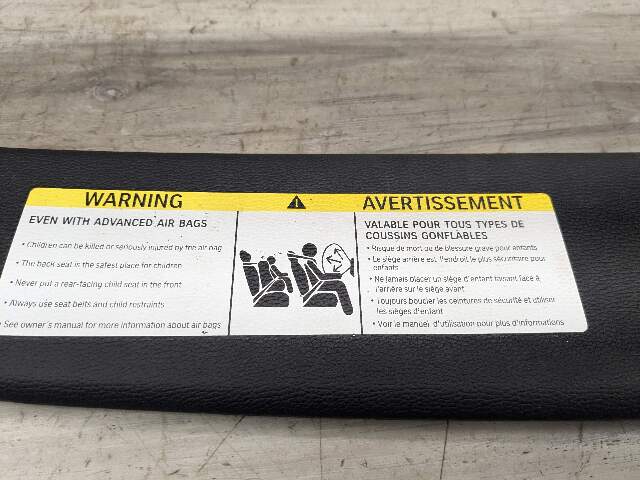 WARNING
EVEN WITH ADVANCED AIR BAGS
• Children can be killed or seriously injured by the air bag
• The back seat is the safest place for children
• Never put a rear-facing child seat in the front
• Always use seat belts and child restraints
• See owner's manual for more information about air bags
AVERTISSEMENT
VALABLE POUR TOUS TYPES DE
COUSSINS GONFLABLES
• Risque de mort ou de blessure grave pour enfants
• Le siège arrière est l'endroit le plus sécuritaire pour
enfants
• Ne jamais placer un siège d'enfant faisant face à
l'arrière sur le siège avant
• Toujours boucler les ceintures de sécurité et utiliser
les sièges d'enfant
• Voir le manuel d'utilisation pour plus d'informations